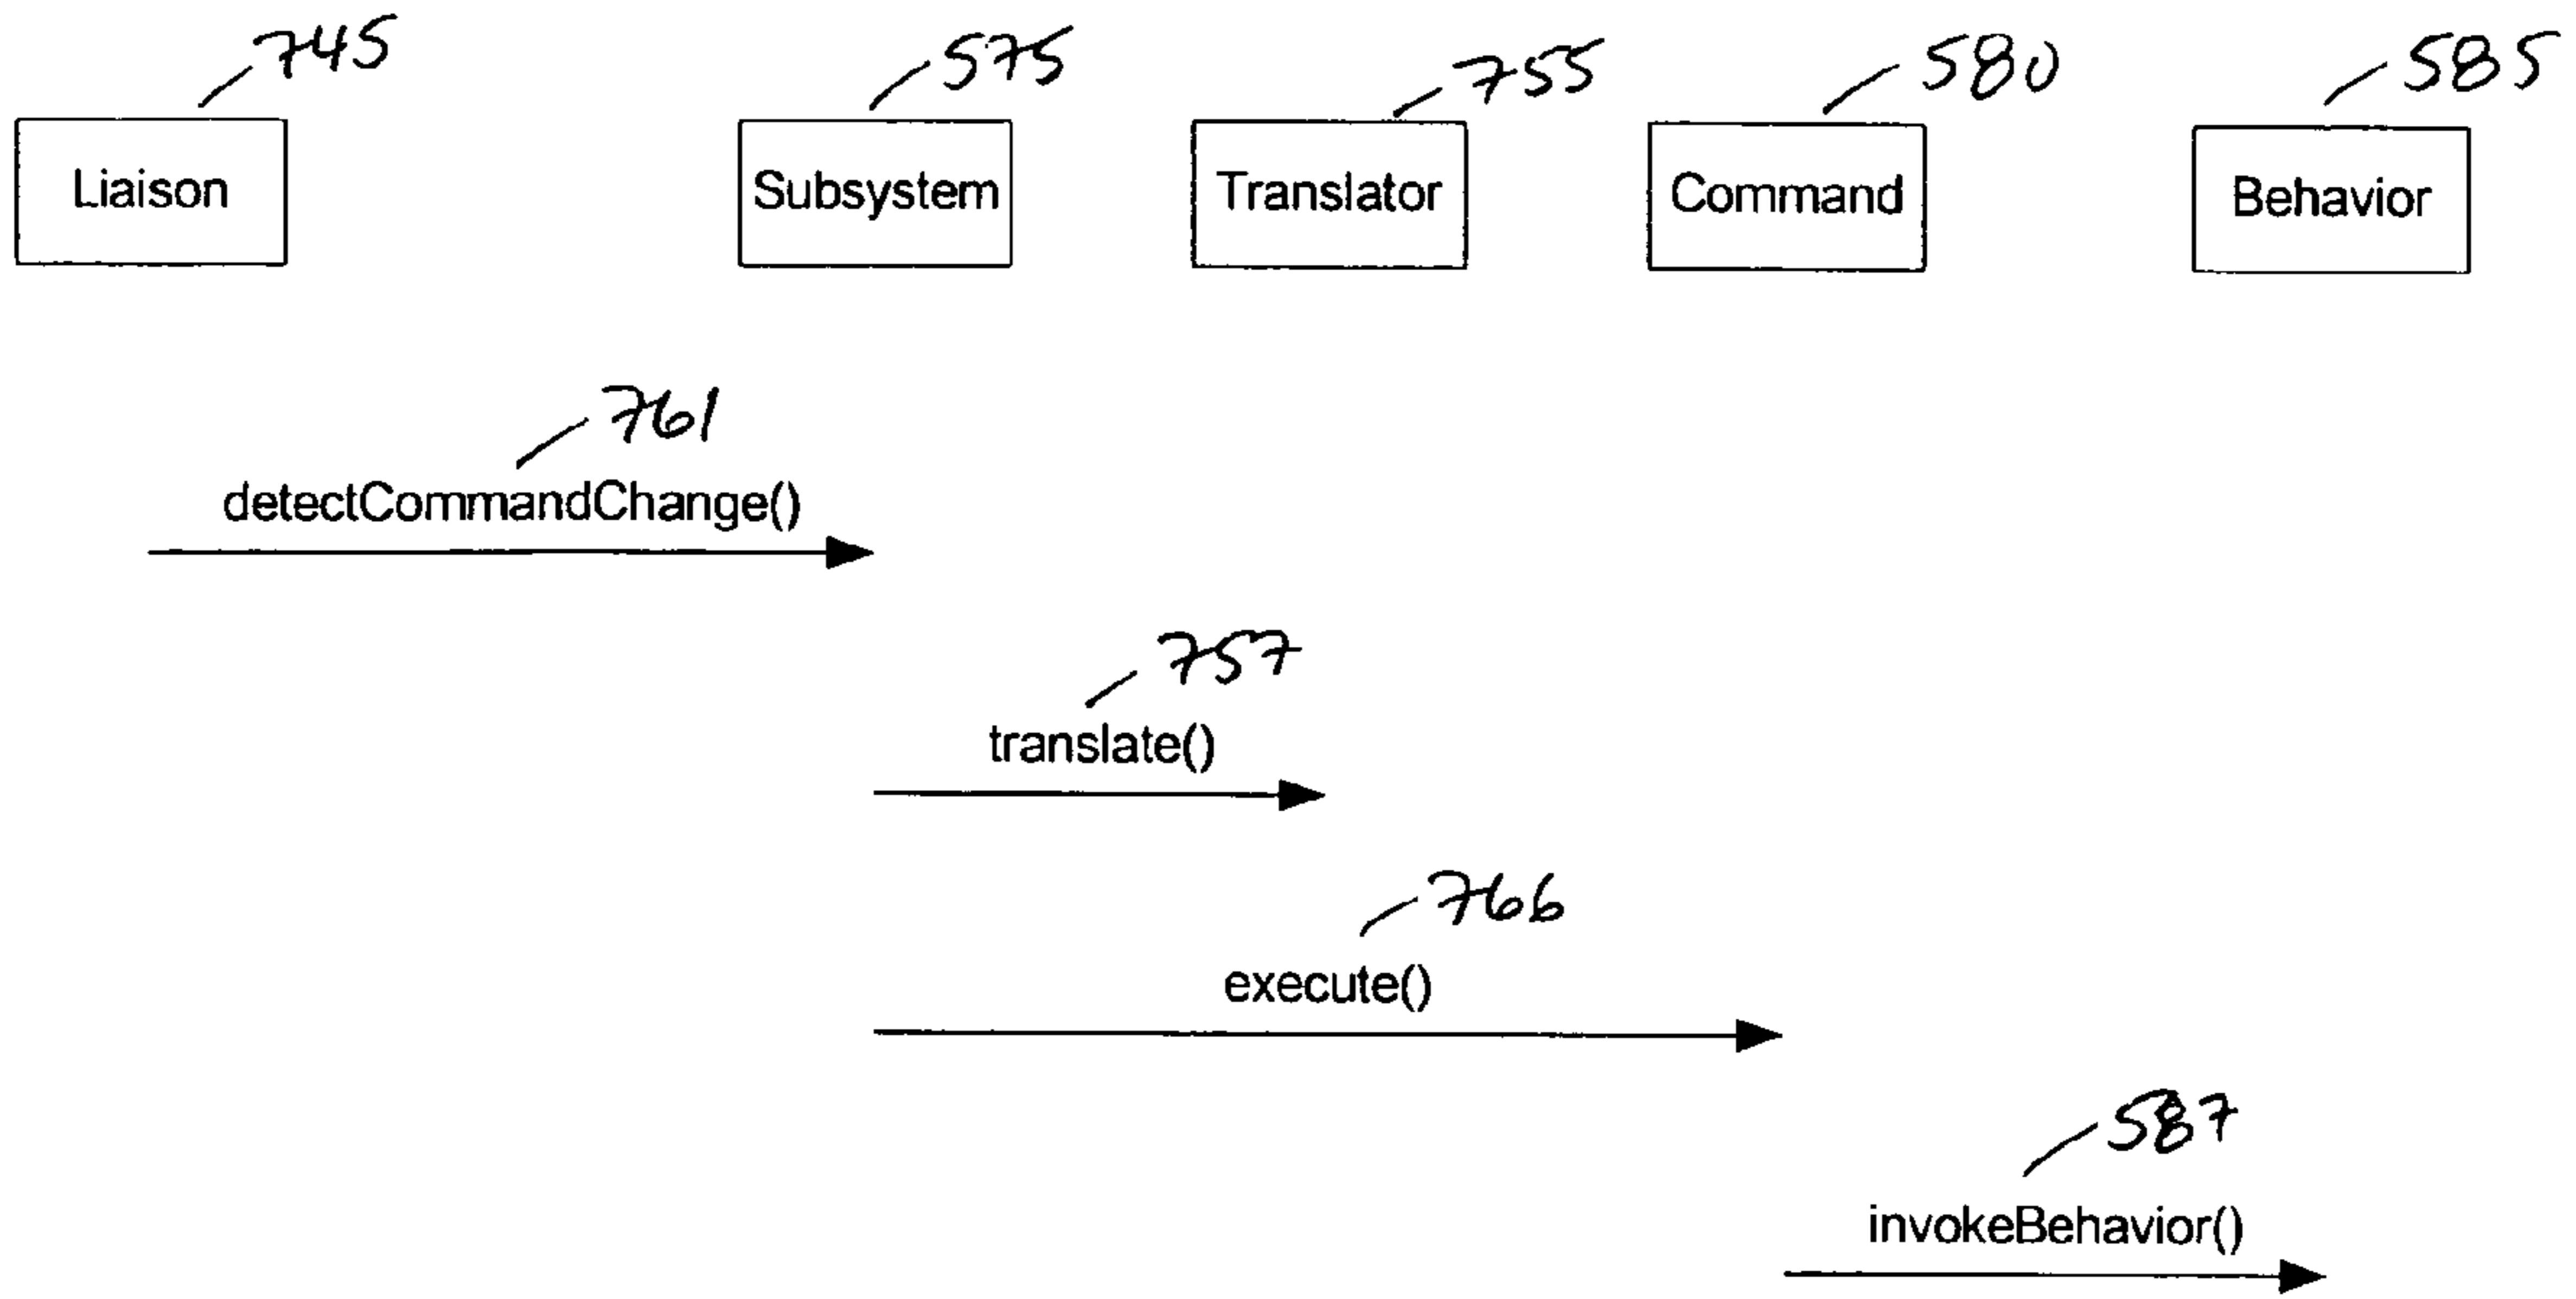 745 575 755 580 585
Liaison Subsystem Translator Command Behavior
761
detectCommandChange()
757
translate()
766
execute()
587
invokeBehavior()